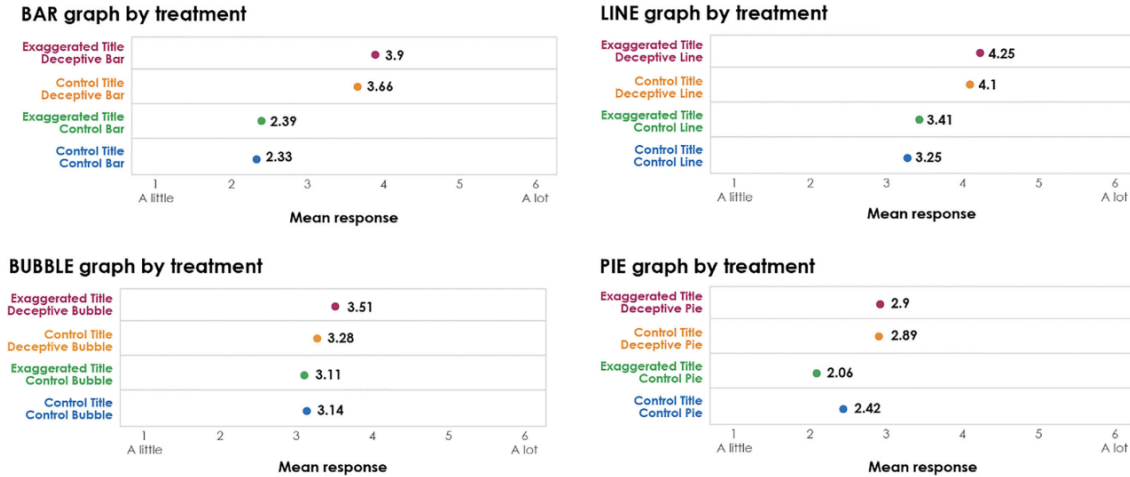 BAR graph by treatment
Exaggerated Title
Deceptive Bar
3.9
Control Title
Deceptive Bar
3.66
Exaggerated Title
Control Bar
2.39
Control Title
Control Bar
2.33
1 2 3 4 5 6
A little A lot
Mean response
LINE graph by treatment
Exaggerated Title
Deceptive Line
4.25
Control Title
Deceptive Line
4.1
Exaggerated Title
Control Line
3.41
Control Title
Control Line
3.25
1 2 3 4 5 6
A little A lot
Mean response
BUBBLE graph by treatment
Exaggerated Title
Deceptive Bubble
3.51
Control Title
Deceptive Bubble
3.28
Exaggerated Title
Control Bubble
3.11
Control Title
Control Bubble
3.14
1 2 3 4 5 6
A little A lot
Mean response
PIE graph by treatment
Exaggerated Title
Deceptive Pie
2.9
Control Title
Deceptive Pie
2.89
Exaggerated Title
Control Pie
2.06
Control Title
Control Pie
2.42
1 2 3 4 5 6
A little A lot
Mean response